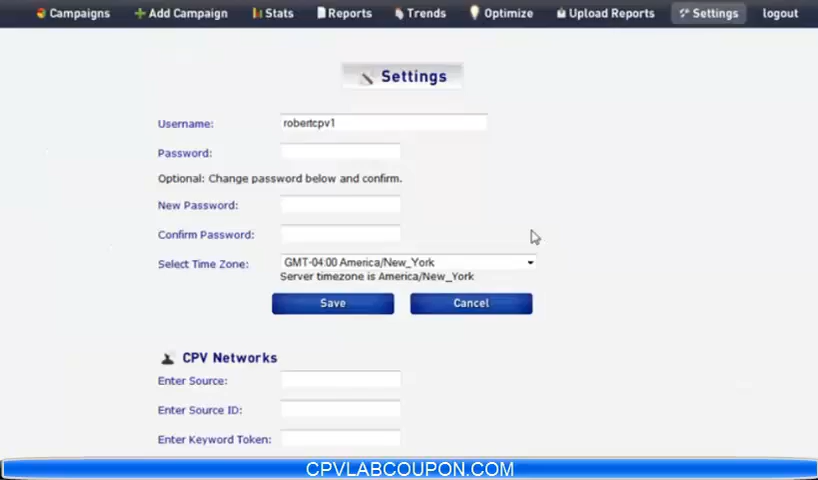 Campaigns Add Campaign Stats Reports Trends Optimize Upload Reports Settings logout
Settings
Username: robertcpv1
Password:
Optional: Change password below and confirm.
New Password:
Confirm Password:
Select Time Zone: GMT-04:00 America/New_York
Server timezone is America/New_York
Save Cancel
CPV Networks
Enter Source:
Enter Source ID:
Enter Keyword Token:
CPVLABCOUPON.COM